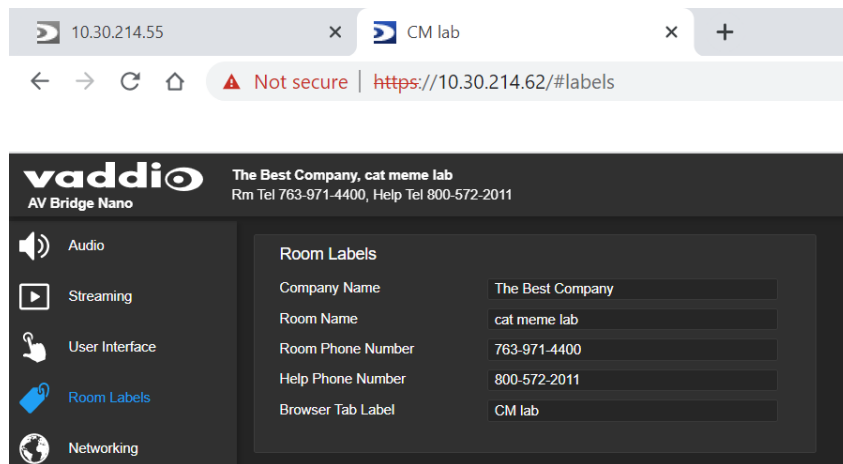 10.30.214.55
CM lab
Not secure | https://10.30.214.62/#labels
vaddio
AV Bridge Nano
The Best Company, cat meme lab
Rm Tel 763-971-4400, Help Tel 800-572-2011
Audio
Streaming
User Interface
Room Labels
Networking
Room Labels
Company Name The Best Company
Room Name cat meme lab
Room Phone Number 763-971-4400
Help Phone Number 800-572-2011
Browser Tab Label CM lab